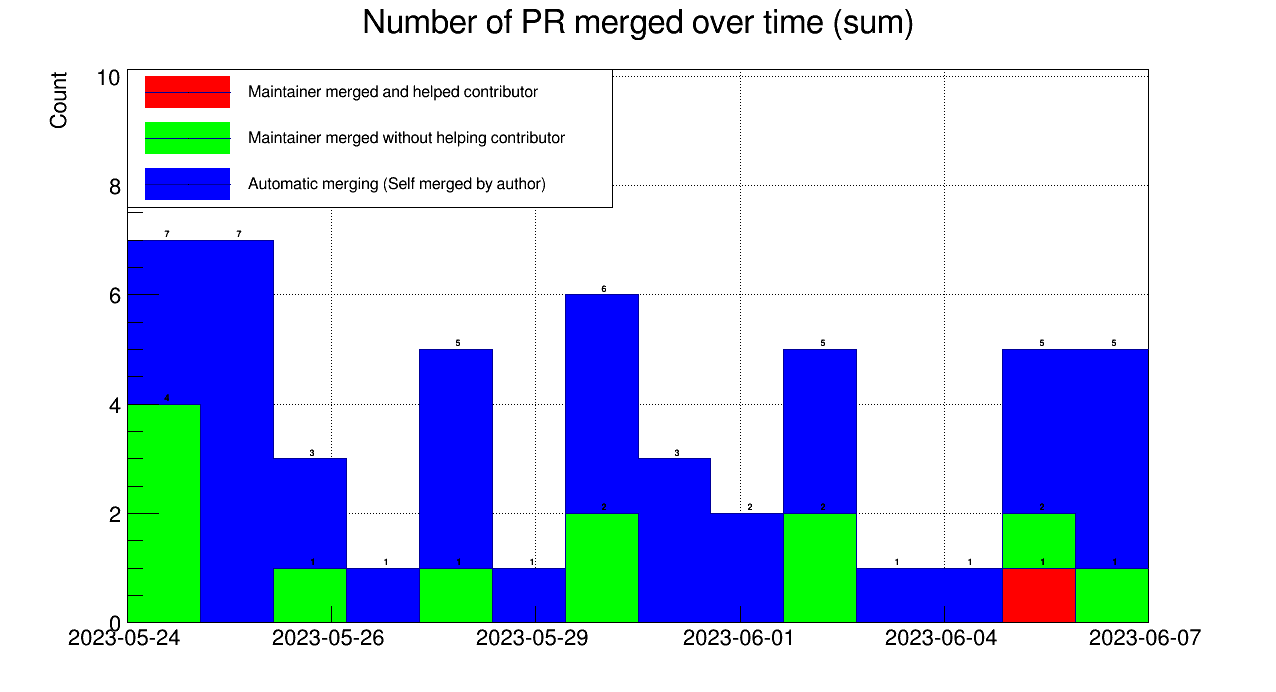 Number of PR merged over time (sum)
Count
10
8
6
4
2
0
Maintainer merged and helped contributor
Maintainer merged without helping contributor
Automatic merging (Self merged by author)
7 7 3 1 5 1 6 3 2 5 1 1 5 5
4 1 1 2 2 2 1
1
2023-05-24 2023-05-26 2023-05-29 2023-06-01 2023-06-04 2023-06-07